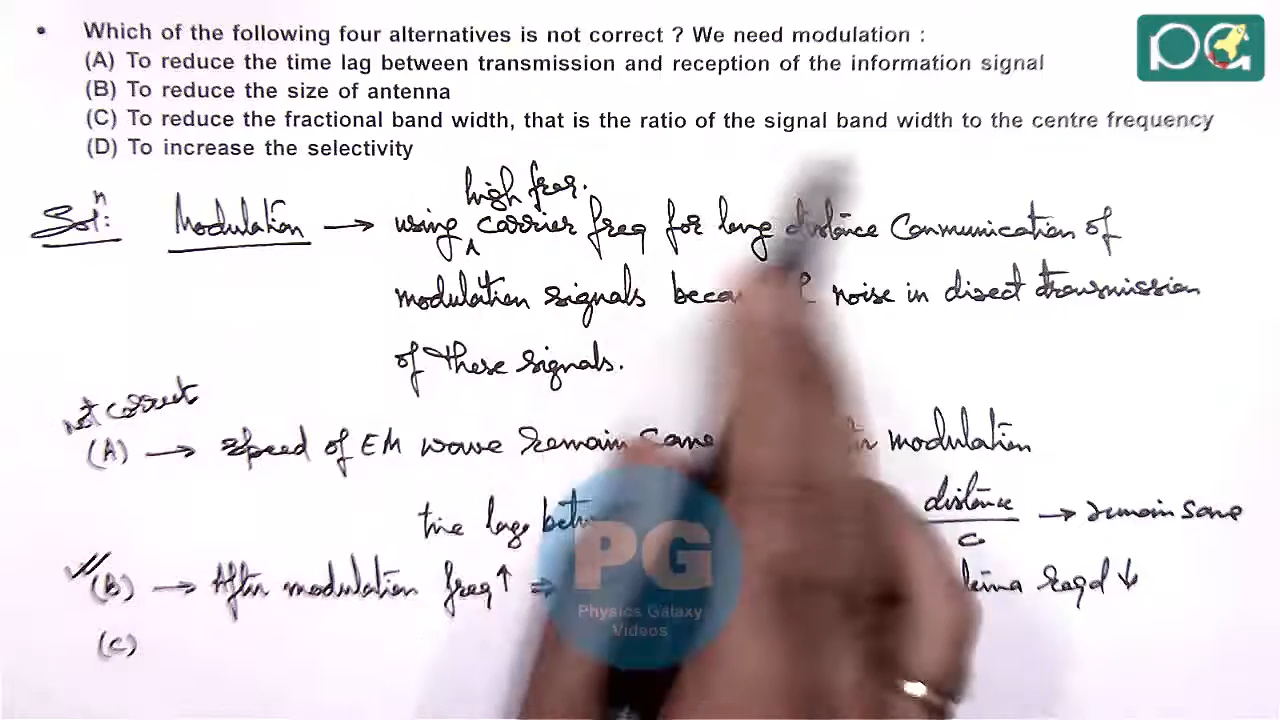 • Which of the following four alternatives is not correct ? We need modulation :
(A) To reduce the time lag between transmission and reception of the information signal
(B) To reduce the size of antenna
(C) To reduce the fractional band width, that is the ratio of the signal band width to the centre frequency
(D) To increase the selectivity
high freq.
Solⁿ: Modulation → using ∧ carrier freq for long distance Communication of
modulation signals noise in direct transmission
of these signals.
not correct
(A) → speed of EM wave remain same modulation
time lags distance/c → remain same
(B) → After modulation freq ↑ ⇒ reqd ↓
(C)
PG
Physics Galaxy
Videos